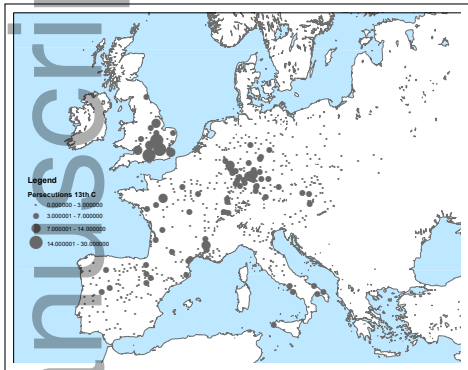 Legend
Persecutions 13th C
0.000000 - 3.000000
3.000001 - 7.000000
7.000001 - 14.000000
14.000001 - 30.000000
anuscri